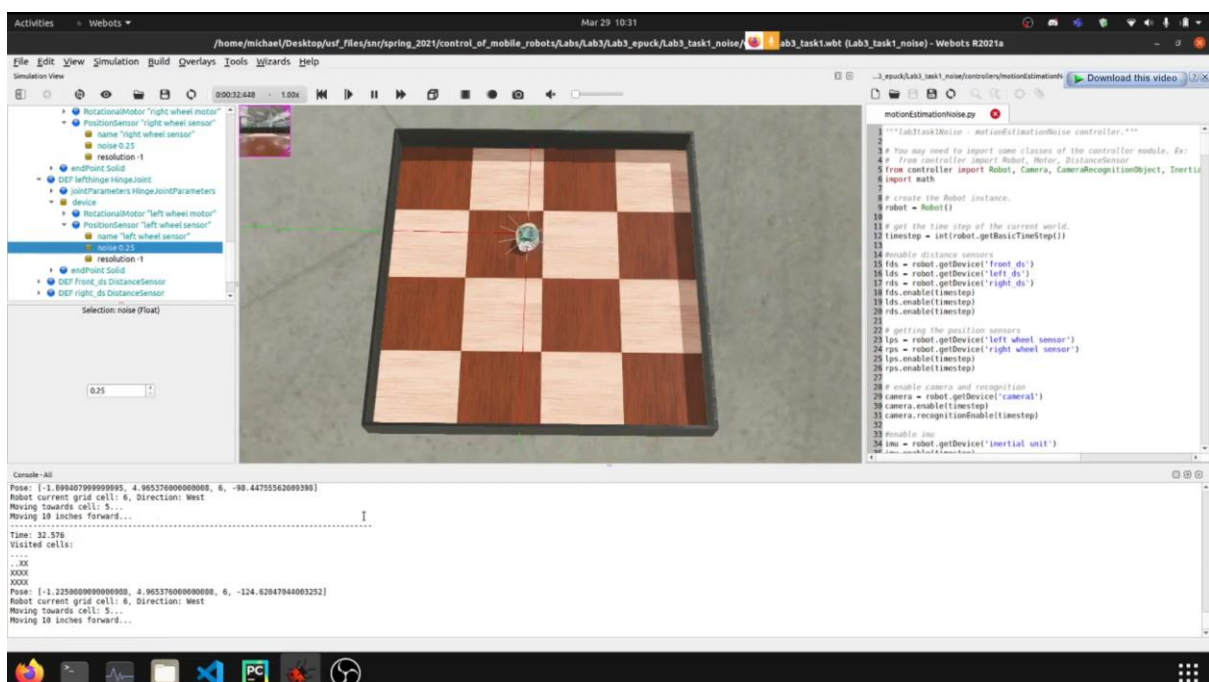 Activities
Webots ▾
Mar 29 10:31
/home/michael/Desktop/usf_files/snr/spring_2021/control_of_mobile_robots/Labs/Lab3/Lab3_epuck/Lab3_task1_noise/
ab3_task1.wbt (Lab3_task1_noise) - Webots R2021a
File Edit View Simulation Build Overlays Tools Wizards Help
Simulation View
0:00:32:448 - 1.00x
RotationalMotor "right wheel motor"
PositionSensor "right wheel sensor"
name "right wheel sensor"
noise 0.25
resolution -1
endPoint Solid
DEF lefthinge HingeJoint
jointParameters HingeJointParameters
device
RotationalMotor "left wheel motor"
PositionSensor "left wheel sensor"
name "left wheel sensor"
noise 0.25
resolution -1
endPoint Solid
DEF front_ds DistanceSensor
DEF right_ds DistanceSensor
Selection: noise (Float)
0.25
...3_epuck/Lab3_task1_noise/controllers/motionEstimationN
Download this video
motionEstimationNoise.py
1 """lab3task1Noise - motionEstimationNoise controller."""
2
3 # You may need to import some classes of the controller module. Ex:
4 # from controller import Robot, Motor, DistanceSensor
5 from controller import Robot, Camera, CameraRecognitionObject, Inertia
6 import math
7
8 # create the Robot instance.
9 robot = Robot()
10
11 # get the time step of the current world.
12 timestep = int(robot.getBasicTimeStep())
13
14 #enable distance sensors
15 fds = robot.getDevice('front_ds')
16 lds = robot.getDevice('left_ds')
17 rds = robot.getDevice('right_ds')
18 fds.enable(timestep)
19 lds.enable(timestep)
20 rds.enable(timestep)
21
22 # getting the position sensors
23 lps = robot.getDevice('left wheel sensor')
24 rps = robot.getDevice('right wheel sensor')
25 lps.enable(timestep)
26 rps.enable(timestep)
27
28 # enable camera and recognition
29 camera = robot.getDevice('camera1')
30 camera.enable(timestep)
31 camera.recognitionEnable(timestep)
32
33 #enable imu
34 imu = robot.getDevice('inertial unit')
Console - All
Pose: [-1.099407999999995, 4.965376000000008, 6, -98.44755562009398]
Robot current grid cell: 6, Direction: West
Moving towards cell: 5...
Moving 10 inches forward...
--------------------------------------------------------------------------------
Time: 32.576
Visited cells:
....
..XX
XXXX
XXXX
Pose: [-1.2250080000000008, 4.965376000000008, 6, -124.62047044003252]
Robot current grid cell: 6, Direction: West
Moving towards cell: 5...
Moving 10 inches forward...
PC